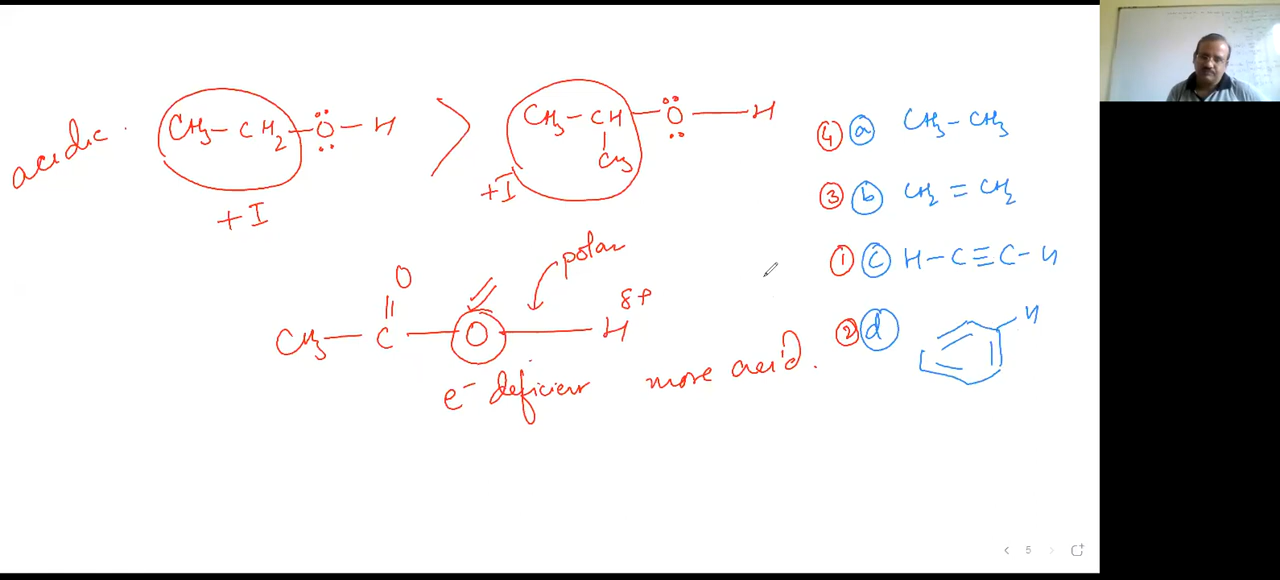 acidic. CH₃-CH₂-Ö-H > CH₃-CH-Ö-H
CH₃
+I +I
④ ⓐ CH₃-CH₃
③ ⓑ CH₂=CH₂
① ⓒ H-C≡C-H
② ⓓ H
O
polar
CH₃-C-O-H δ+
e⁻ deficient more acid.
5